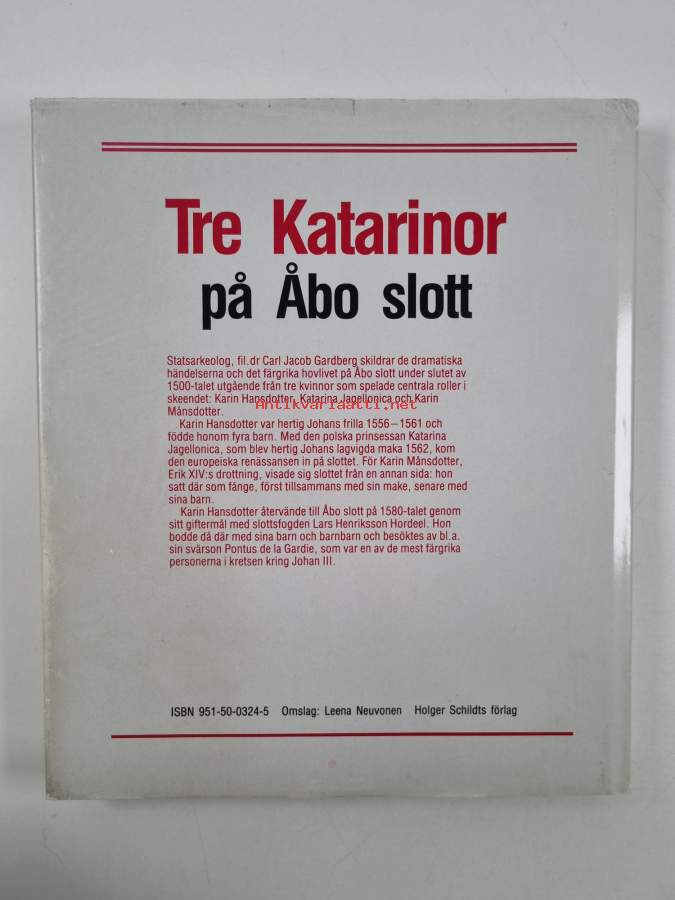 Tre Katarinor
på Åbo slott
Statsarkeolog, fil.dr Carl Jacob Gardberg skildrar de dramatiska
händelserna och det färgrika hovlivet på Åbo slott under slutet av
1500-talet utgående från tre kvinnor som spelade centrala roller i
skeendet: Karin Hansdotter, Katarina Jagellonica och Karin
Månsdotter.
Antikvariaatti.net
Karin Hansdotter var hertig Johans frilla 1556–1561 och
födde honom fyra barn. Med den polska prinsessan Katarina
Jagellonica, som blev hertig Johans lagvigda maka 1562, kom
den europeiska renässansen in på slottet. För Karin Månsdotter,
Erik XIV:s drottning, visade sig slottet från en annan sida: hon
satt där som fånge, först tillsammans med sin make, senare med
sina barn.
Karin Hansdotter återvände till Åbo slott på 1580-talet genom
sitt giftermål med slottsfogden Lars Henriksson Hordeel. Hon
bodde då där med sina barn och barnbarn och besöktes av bl.a.
sin svärson Pontus de la Gardie, som var en av de mest färgrika
personerna i kretsen kring Johan III.
ISBN 951-50-0324-5 Omslag: Leena Neuvonen Holger Schildts förlag